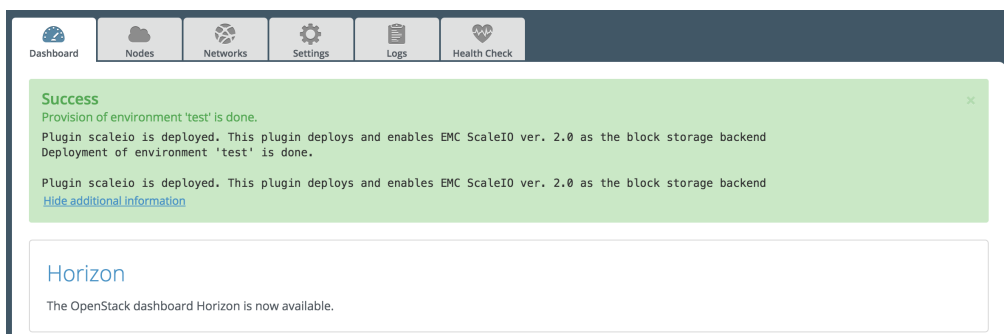 Dashboard Nodes Networks Settings Logs Health Check
Success
×
Provision of environment 'test' is done.
Plugin scaleio is deployed. This plugin deploys and enables EMC ScaleIO ver. 2.0 as the block storage backend
Deployment of environment 'test' is done.
Plugin scaleio is deployed. This plugin deploys and enables EMC ScaleIO ver. 2.0 as the block storage backend
Hide additional information
Horizon
The OpenStack dashboard Horizon is now available.